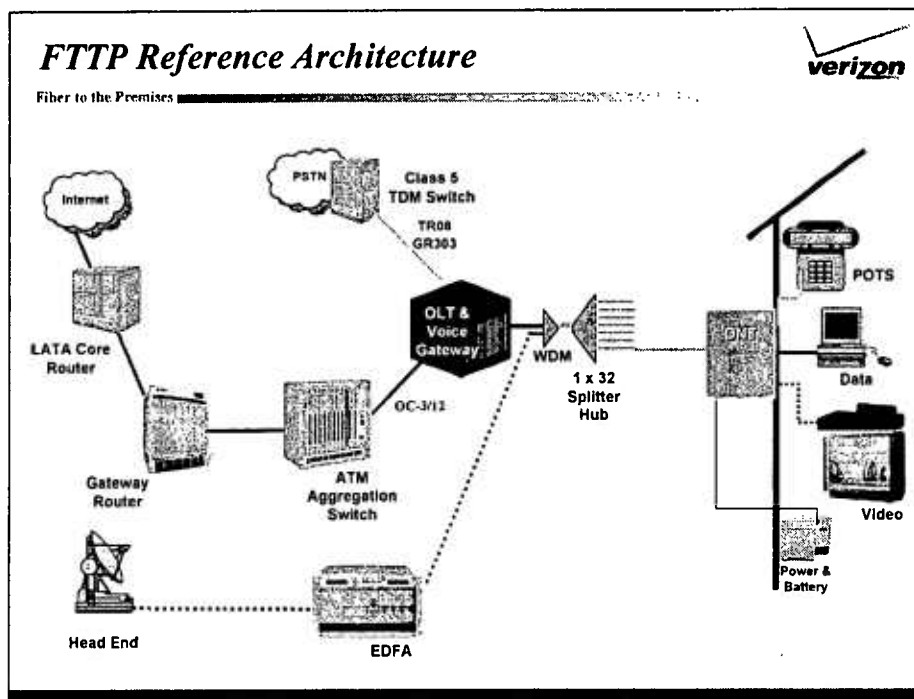 FTTP Reference Architecture
verizon
Fiber to the Premises
Internet
PSTN
Class 5
TDM Switch
TR08
GR303
POTS
LATA Core
Router
OLT &
Voice
Gateway
WDM
ONT
Data
1 x 32
Splitter
Hub
OC-3/12
Gateway
Router
ATM
Aggregation
Switch
Video
Power &
Battery
Head End
EDFA